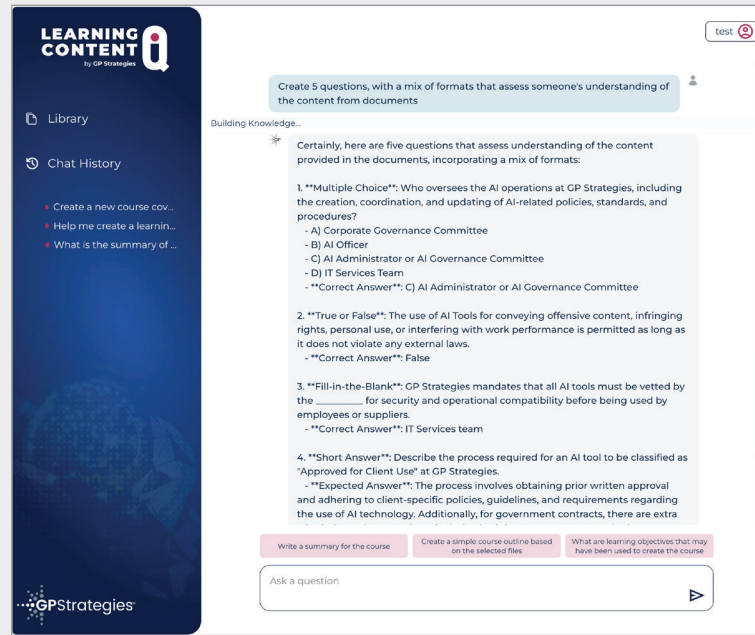 LEARNING
CONTENT IQ
by GP Strategies
Library
Chat History
Create a new course cov...
Help me create a learnin...
What is the summary of ...
GPStrategies
test
Create 5 questions, with a mix of formats that assess someone's understanding of
the content from documents
Building Knowledge...
Certainly, here are five questions that assess understanding of the content
provided in the documents, incorporating a mix of formats:
1. **Multiple Choice**: Who oversees the AI operations at GP Strategies, including
the creation, coordination, and updating of AI-related policies, standards, and
procedures?
- A) Corporate Governance Committee
- B) AI Officer
- C) AI Administrator or AI Governance Committee
- D) IT Services Team
- **Correct Answer**: C) AI Administrator or AI Governance Committee
2. **True or False**: The use of AI Tools for conveying offensive content, infringing
rights, personal use, or interfering with work performance is permitted as long as
it does not violate any external laws.
- **Correct Answer**: False
3. **Fill-in-the-Blank**: GP Strategies mandates that all AI tools must be vetted by
the __________ for security and operational compatibility before being used by
employees or suppliers.
- **Correct Answer**: IT Services team
4. **Short Answer**: Describe the process required for an AI tool to be classified as
"Approved for Client Use" at GP Strategies.
- **Expected Answer**: The process involves obtaining prior written approval
and adhering to client-specific policies, guidelines, and requirements regarding
the use of AI technology. Additionally, for government contracts, there are extra
Write a summary for the course
Create a simple course outline based
on the selected files
What are learning objectives that may
have been used to create the course
Ask a question